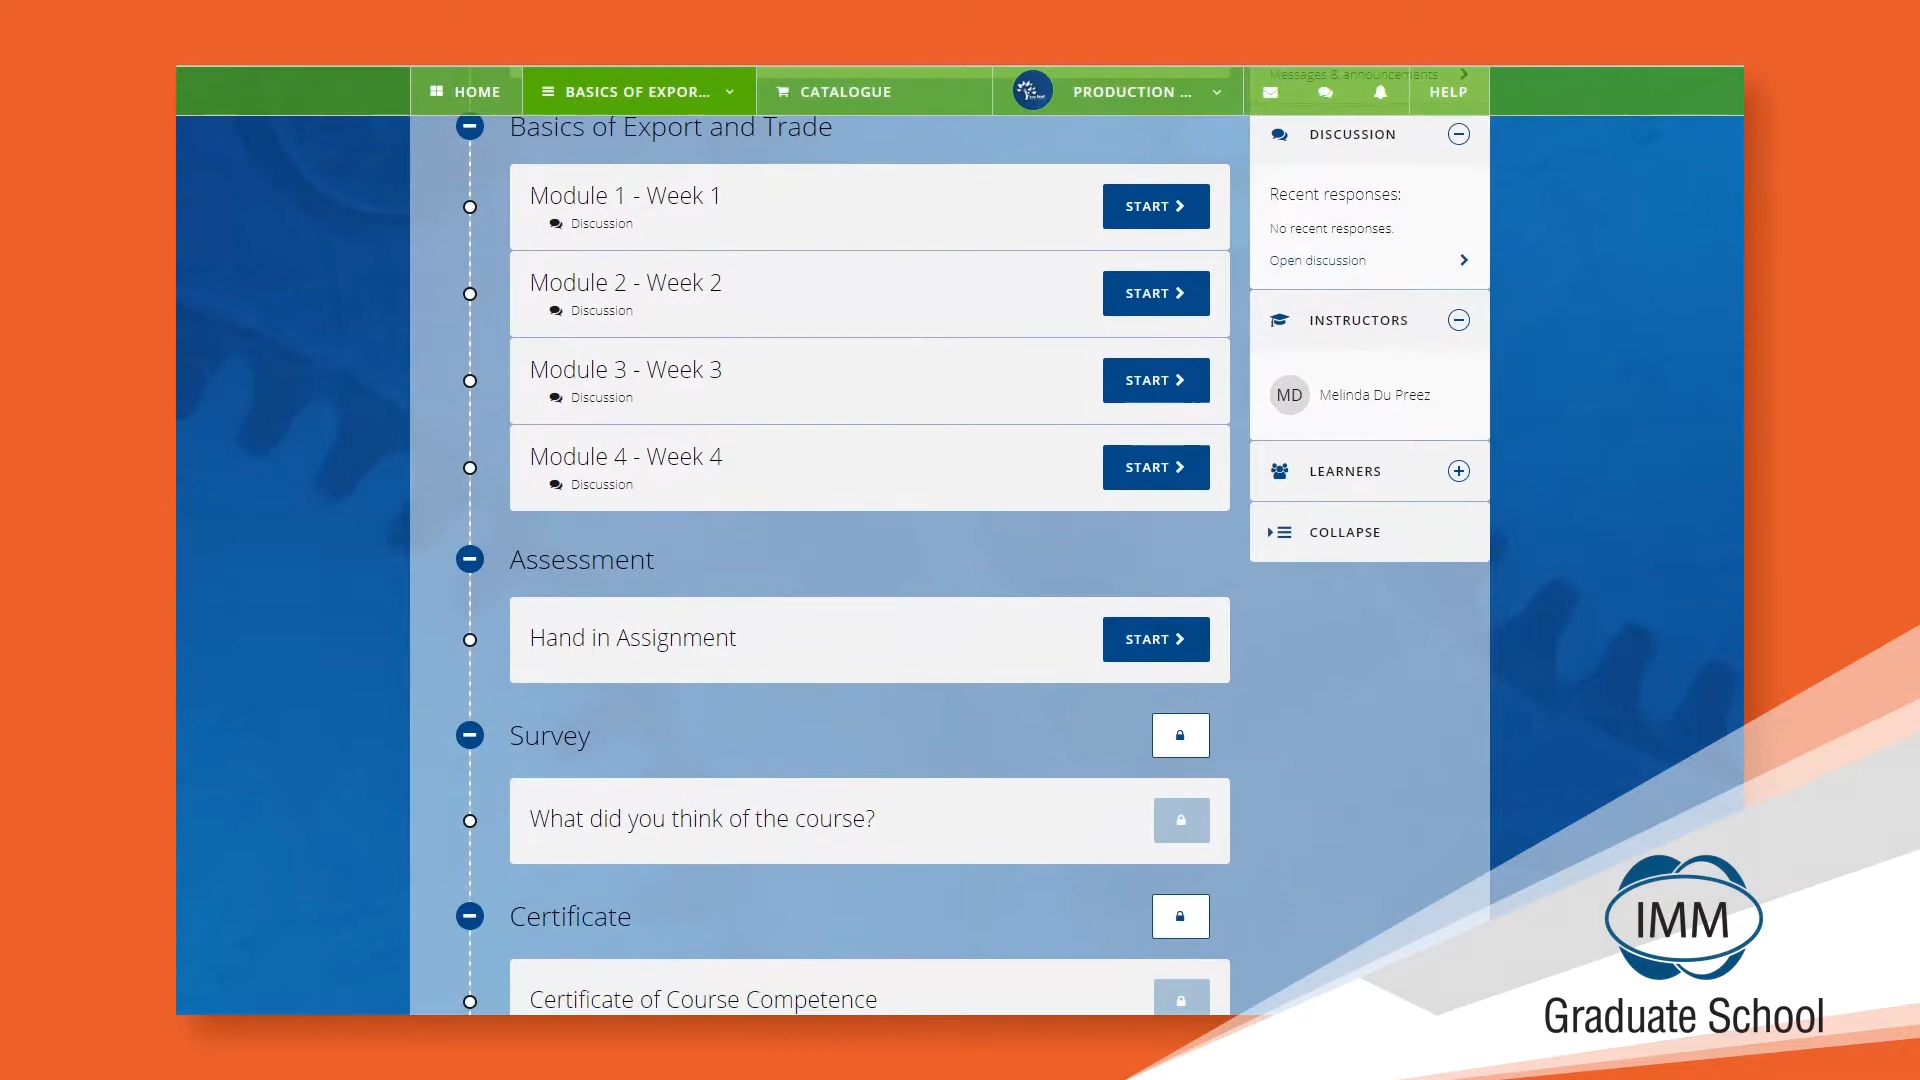 HOME
BASICS OF EXPOR...
CATALOGUE
PRODUCTION ...
Messages & announcements
HELP
Basics of Export and Trade
Module 1 - Week 1
Discussion
START
Module 2 - Week 2
Discussion
START
Module 3 - Week 3
Discussion
START
Module 4 - Week 4
Discussion
START
Assessment
Hand in Assignment
START
Survey
What did you think of the course?
Certificate
Certificate of Course Competence
DISCUSSION
Recent responses:
No recent responses.
Open discussion
INSTRUCTORS
MD
Melinda Du Preez
LEARNERS
COLLAPSE
IMM
Graduate School